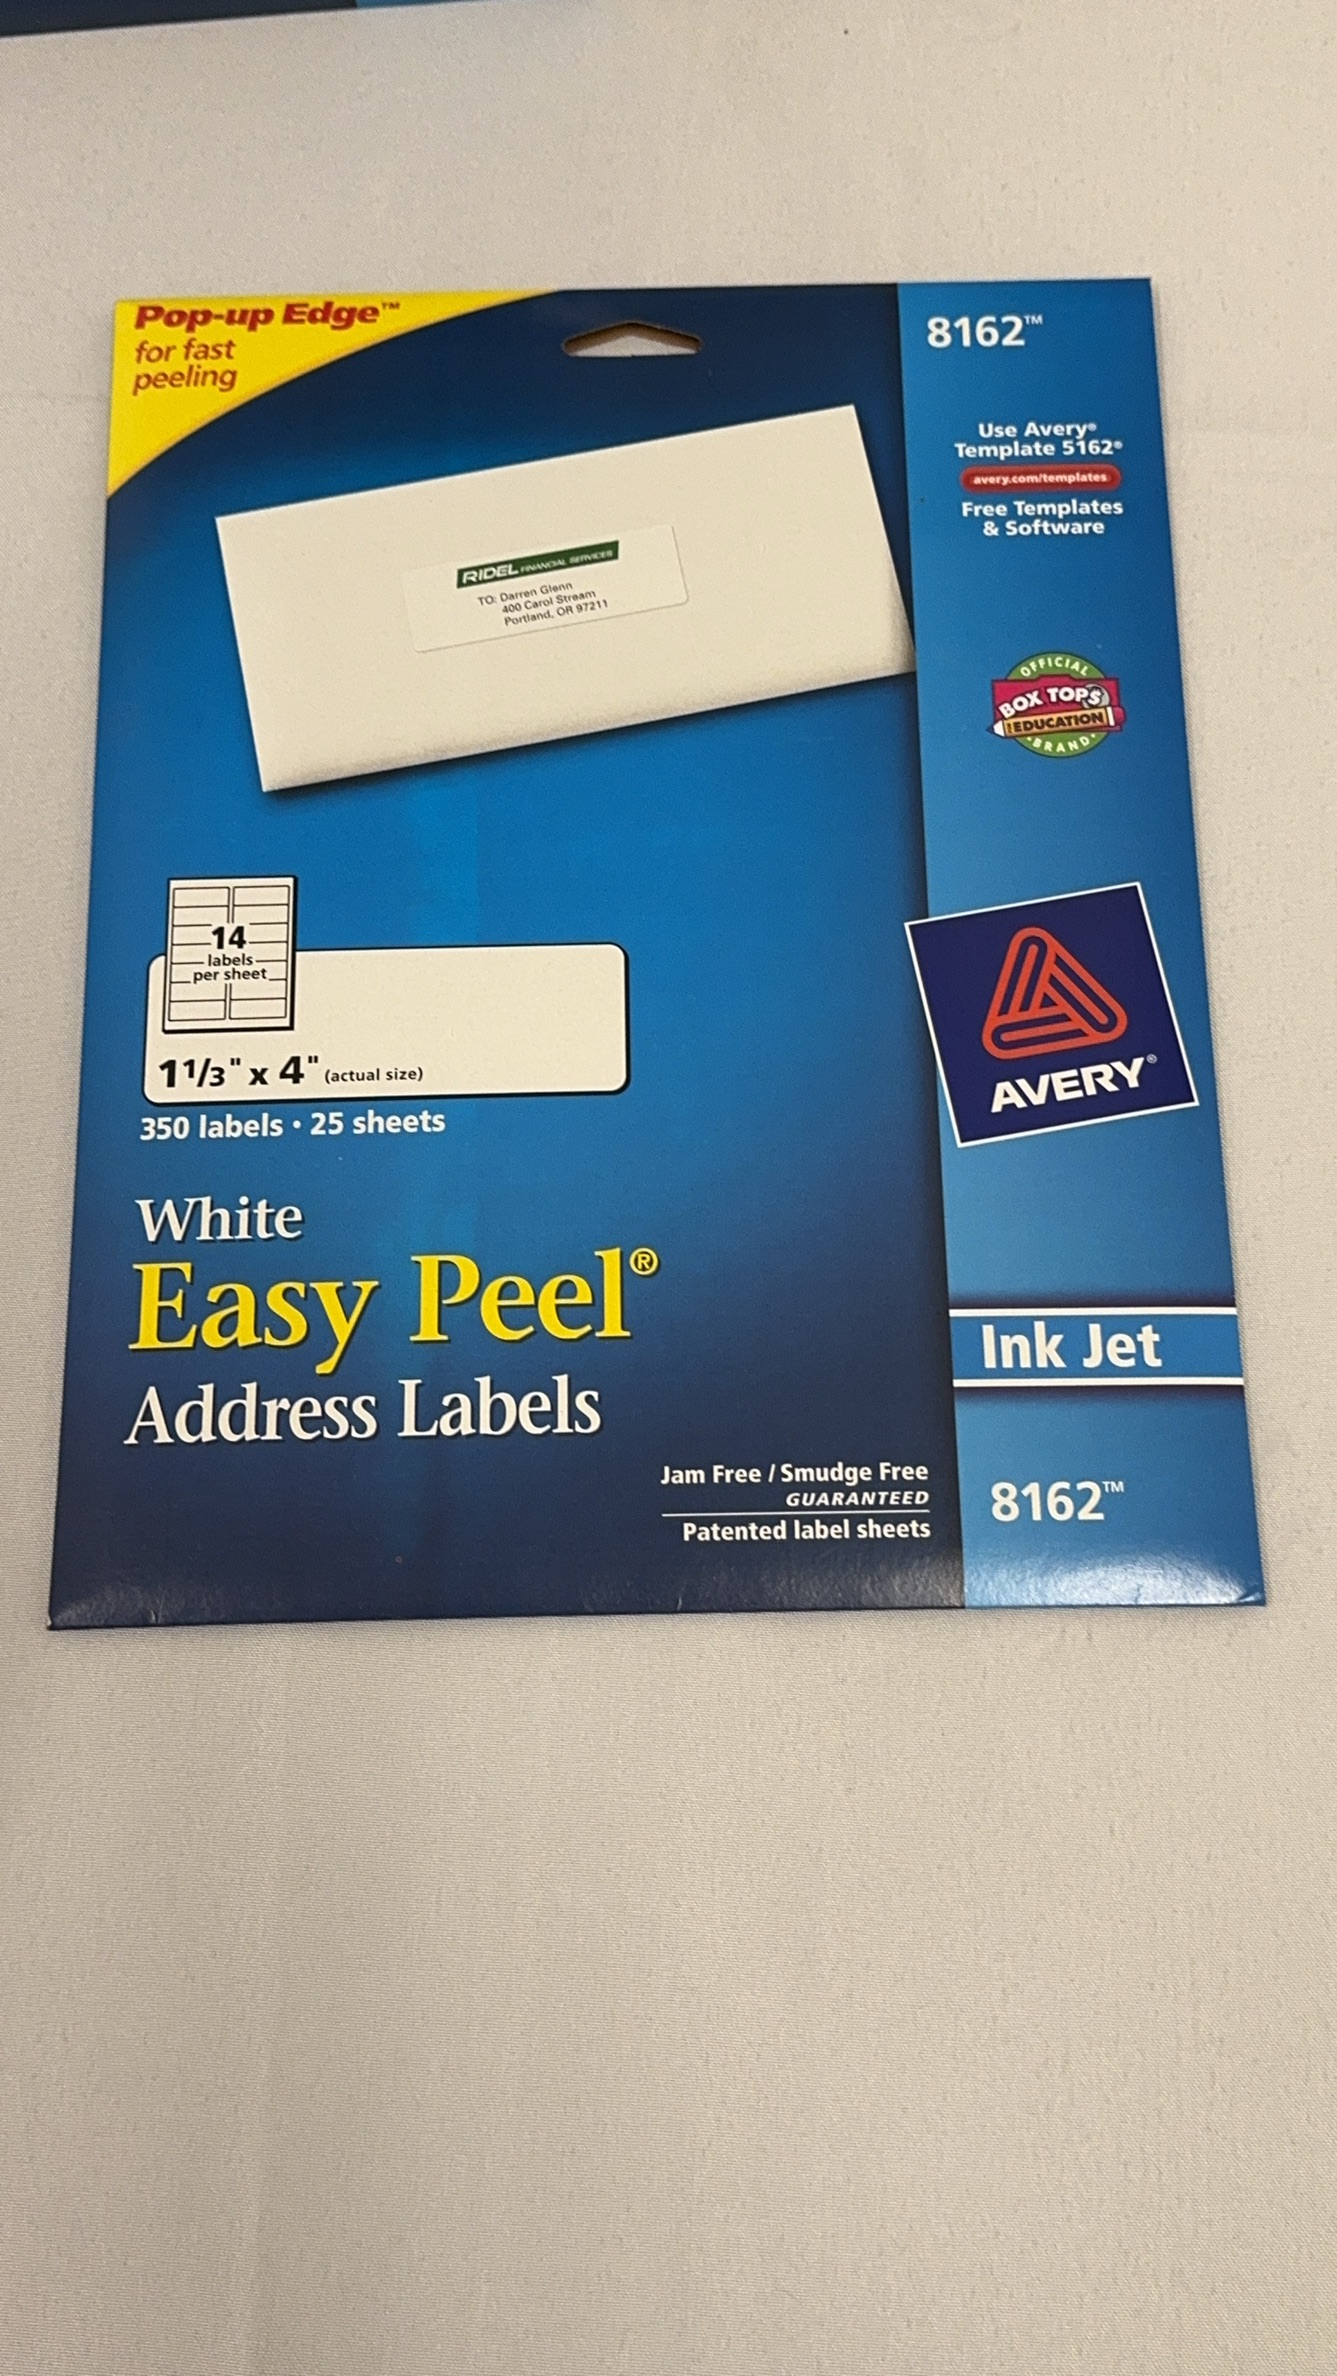 Pop-up Edge™
for fast
peeling
8162™
Use Avery®
Template 5162®
avery.com/templates
Free Templates
& Software
RIDEL FINANCIAL SERVICES
TO: Darren Glenn
400 Carol Stream
Portland, OR 97211
OFFICIAL
BOX TOPS
FOR EDUCATION
BRAND
14
labels
per sheet
1 1/3" x 4" (actual size)
350 labels • 25 sheets
AVERY®
White
Easy Peel®
Address Labels
Ink Jet
Jam Free / Smudge Free
GUARANTEED
Patented label sheets
8162™